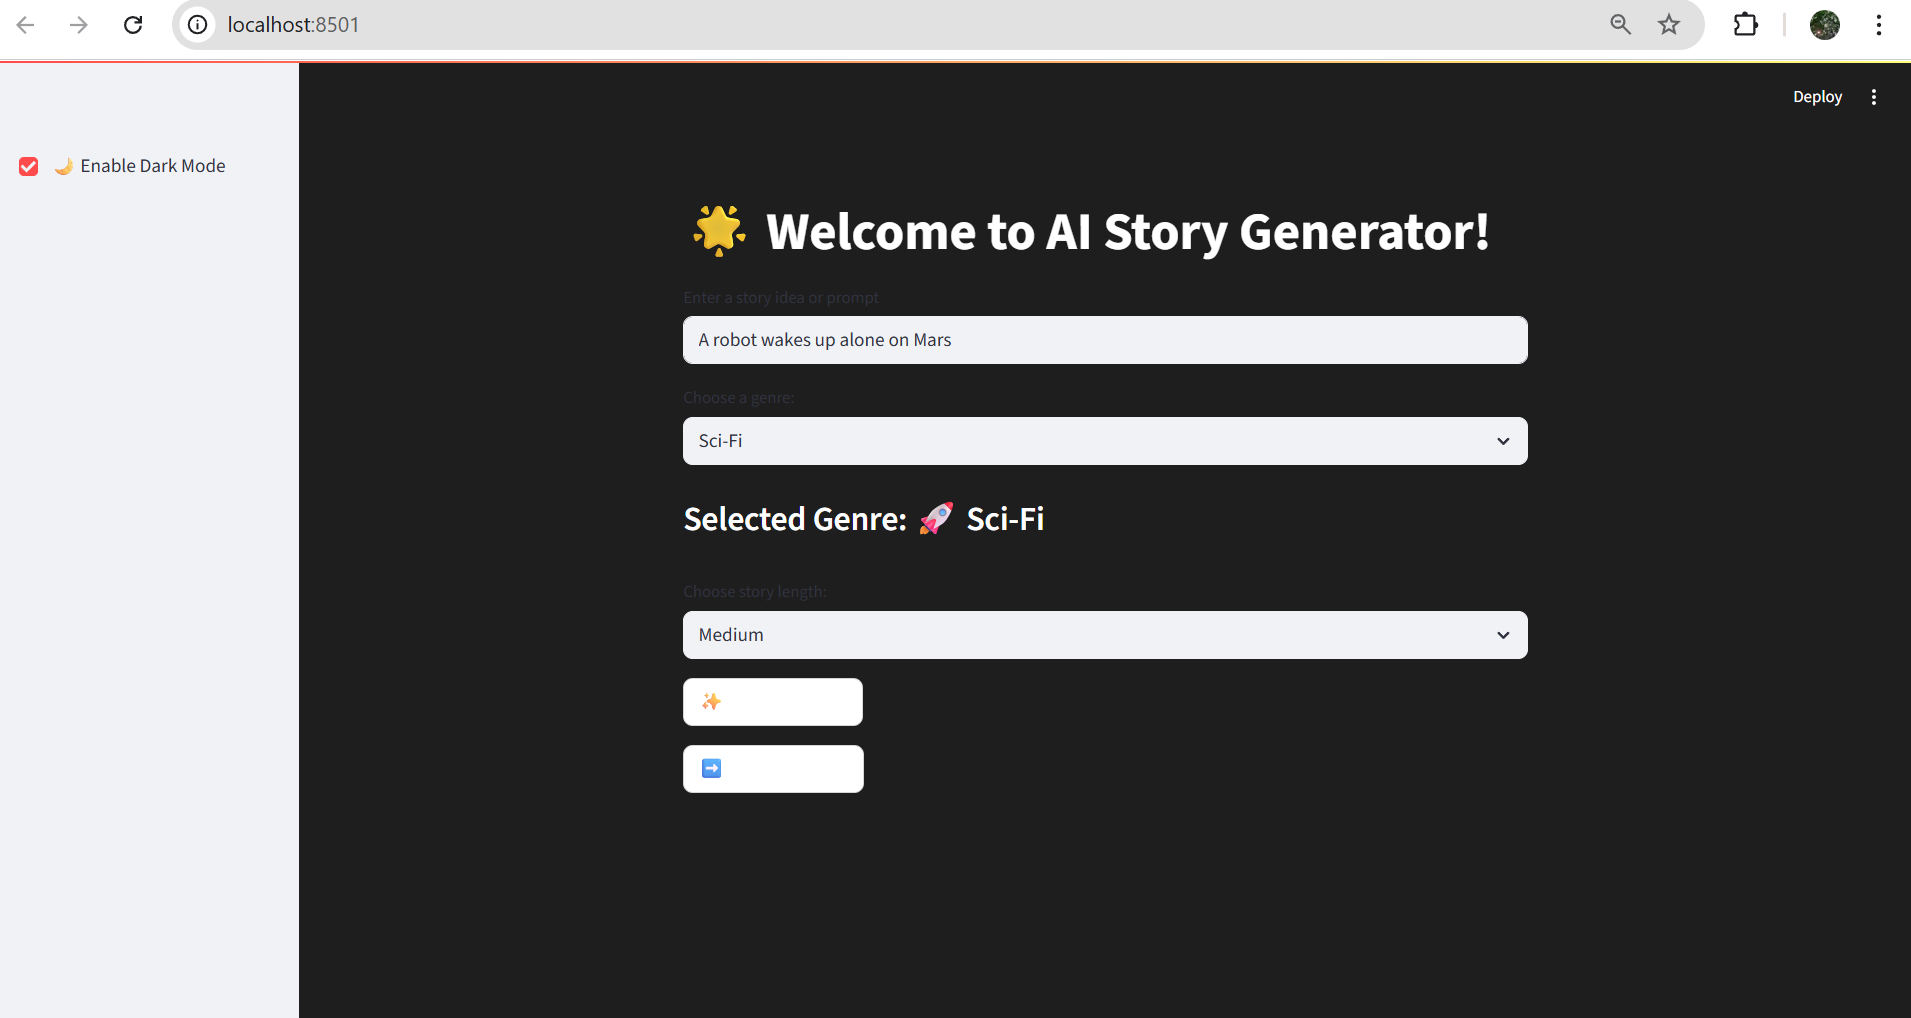 localhost:8501
Deploy
🌙 Enable Dark Mode
🌟 Welcome to AI Story Generator!
Enter a story idea or prompt
A robot wakes up alone on Mars
Choose a genre:
Sci-Fi
Selected Genre: 🚀 Sci-Fi
Choose story length:
Medium
✨
➡️